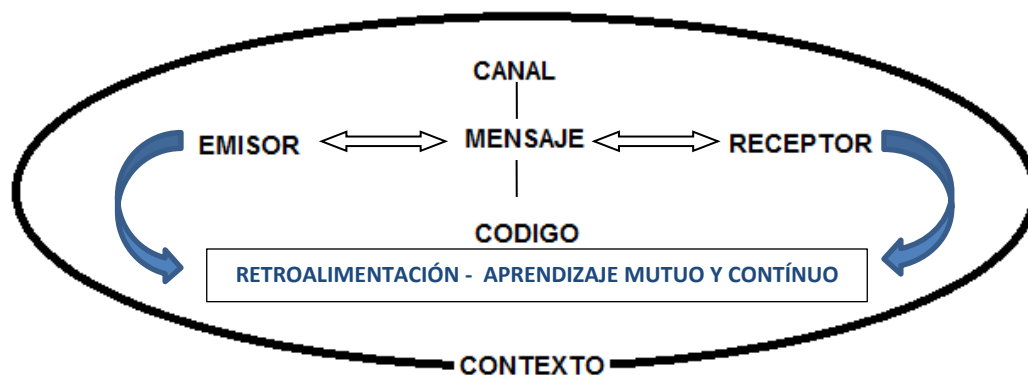 CANAL
EMISOR MENSAJE RECEPTOR
CODIGO
RETROALIMENTACIÓN - APRENDIZAJE MUTUO Y CONTÍNUO
CONTEXTO